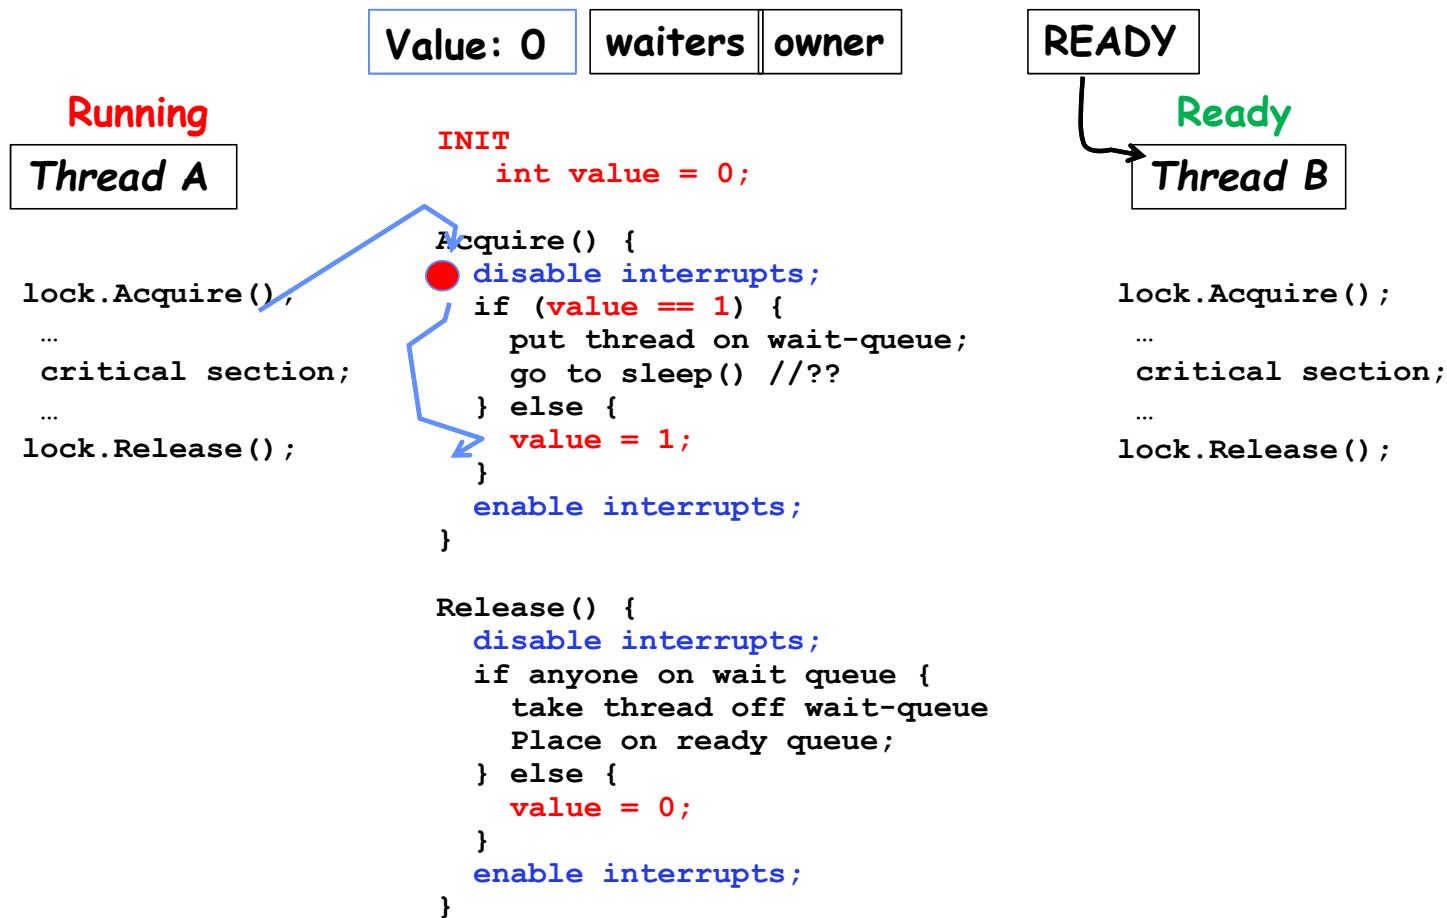 Value: 0
waiters
owner
READY
Running
Thread A
lock.Acquire();
…
critical section;
…
lock.Release();
INIT
int value = 0;
Acquire() {
disable interrupts;
if (value == 1) {
put thread on wait-queue;
go to sleep() //??
} else {
value = 1;
}
enable interrupts;
}
Release() {
disable interrupts;
if anyone on wait queue {
take thread off wait-queue
Place on ready queue;
} else {
value = 0;
}
enable interrupts;
}
Ready
Thread B
lock.Acquire();
…
critical section;
…
lock.Release();